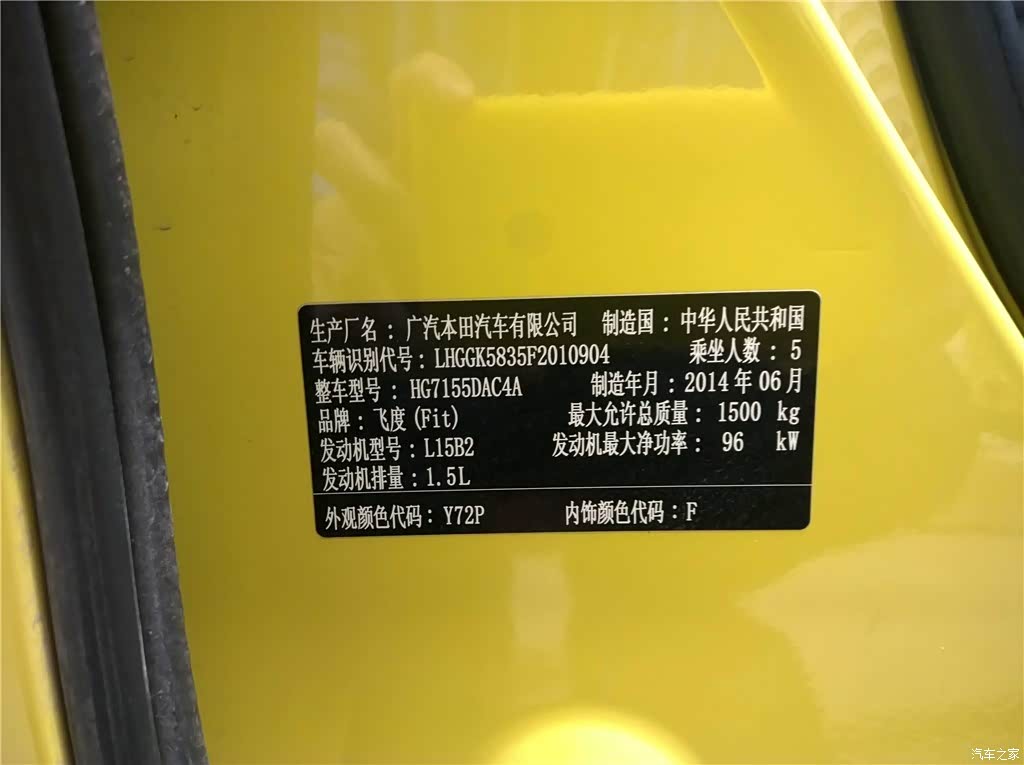 生产厂名：广汽本田汽车有限公司 制造国：中华人民共和国
车辆识别代号：LHGGK5835F2010904 乘坐人数：5
整车型号：HG7155DAC4A 制造年月：2014年06月
品牌：飞度(Fit) 最大允许总质量：1500 kg
发动机型号：L15B2 发动机最大净功率：96 kW
发动机排量：1.5L
外观颜色代码：Y72P 内饰颜色代码：F
汽车之家